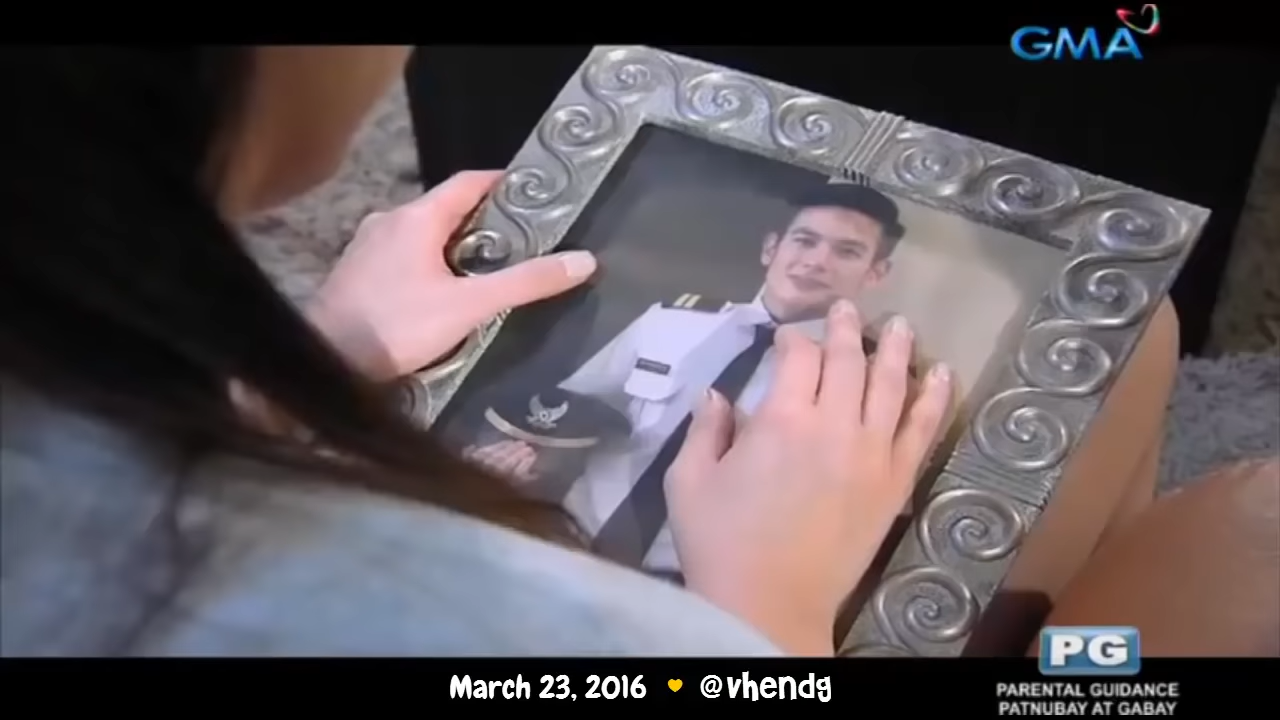 GMA
PG
PARENTAL GUIDANCE
PATNUBAY AT GABAY
March 23, 2016 💛 @vhendg